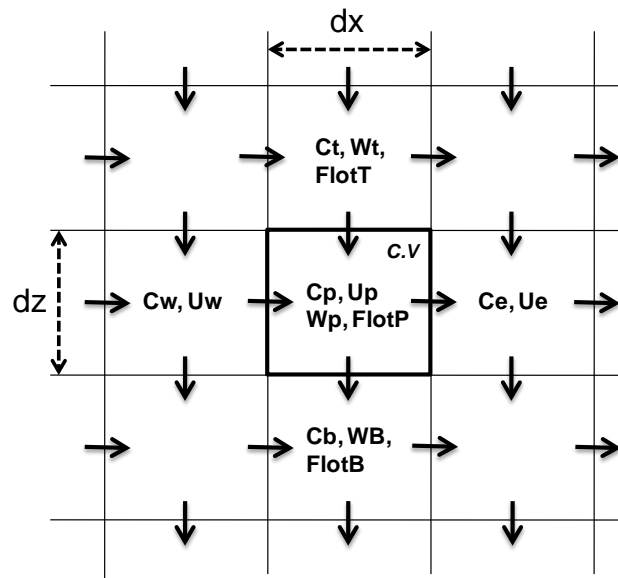 dx
Ct, Wt,
FlotT
C.V
dz
Cw, Uw
Cp, Up
Wp, FlotP
Ce, Ue
Cb, WB,
FlotB